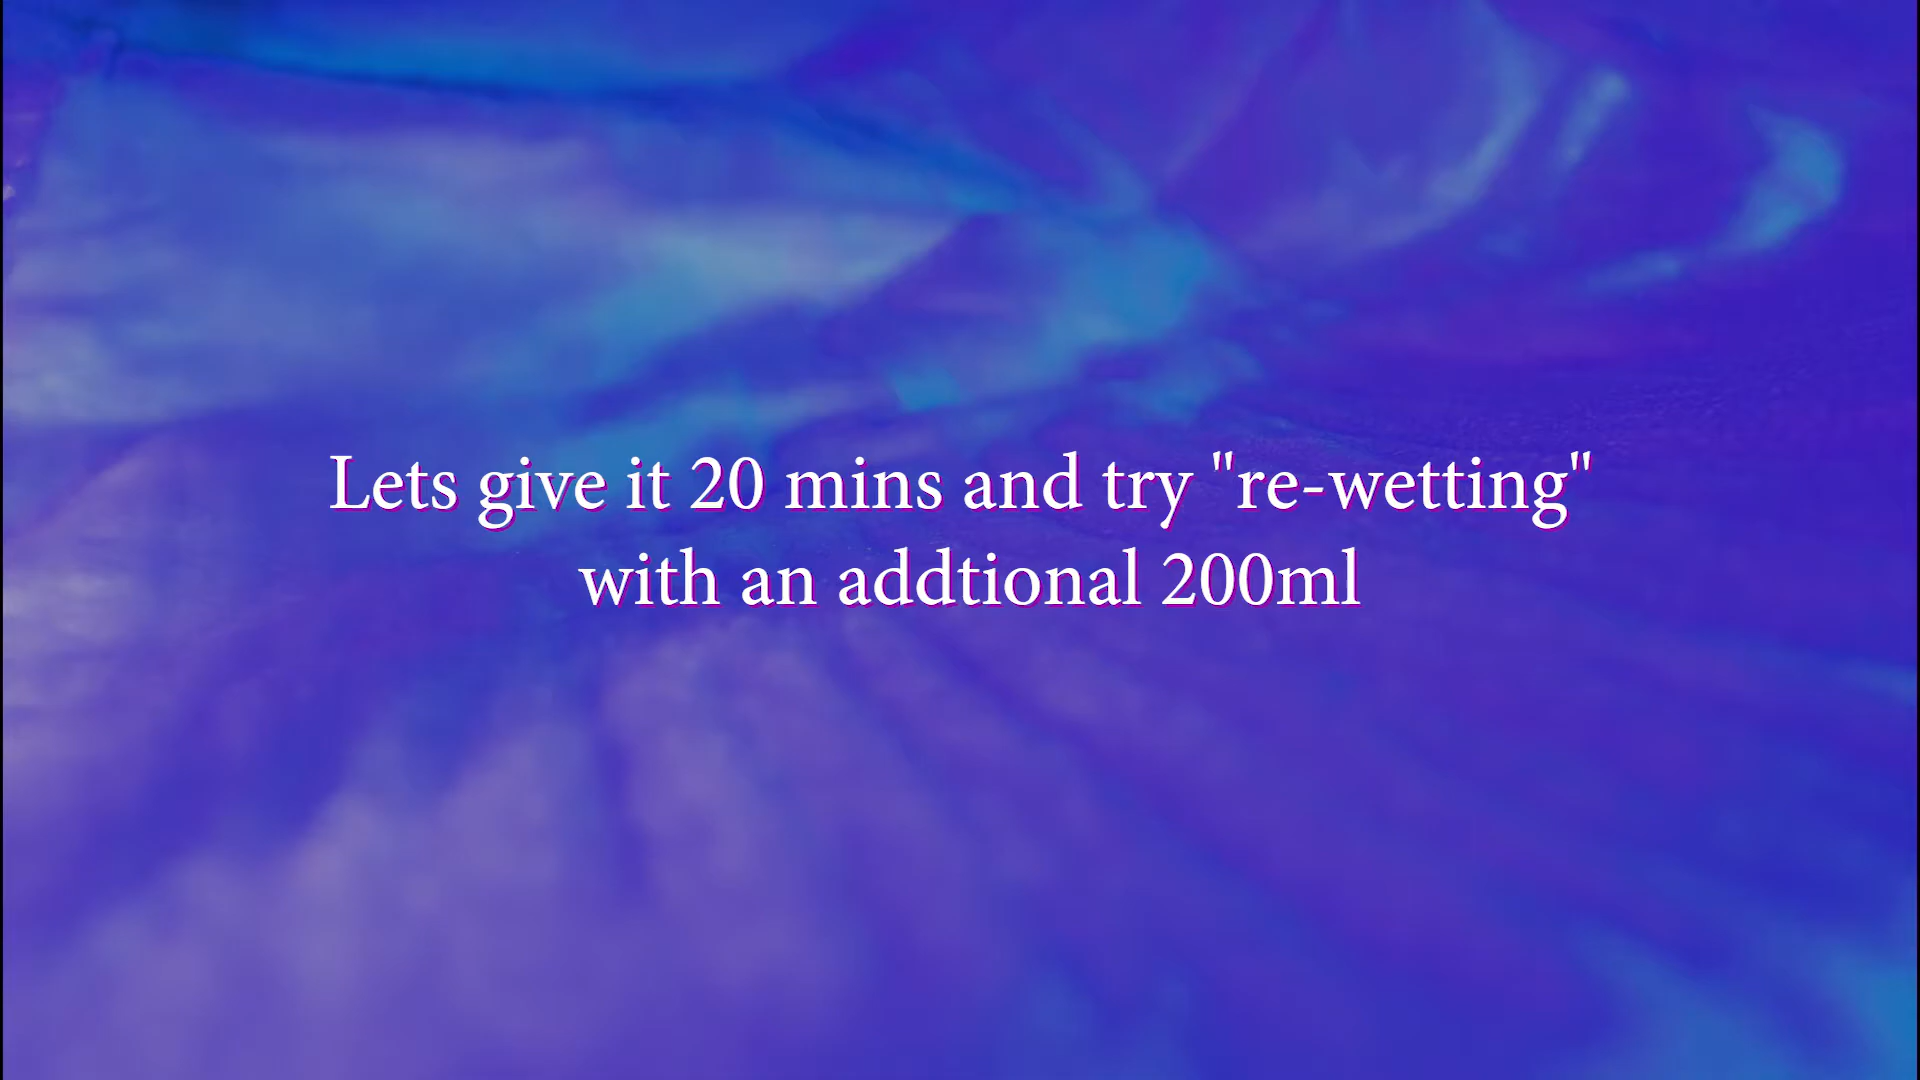 Lets give it 20 mins and try "re-wetting"
with an addtional 200ml